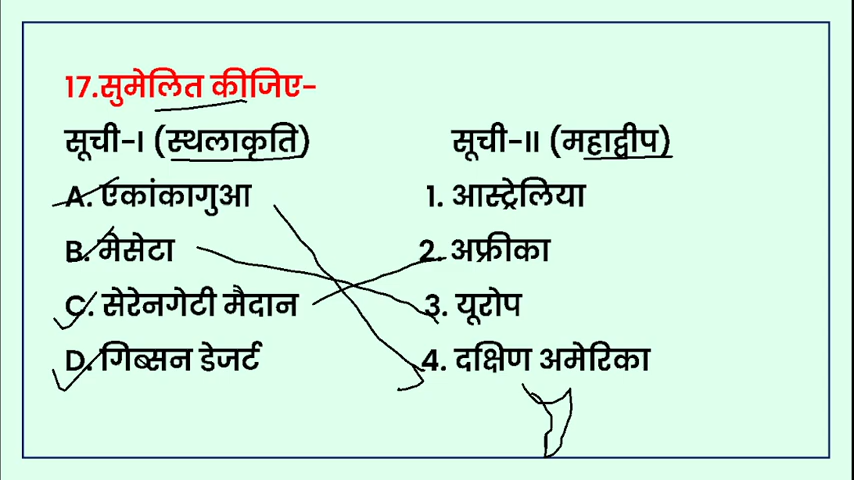 17.सुमेलित कीजिए-
सूची-I (स्थलाकृति) सूची-II (महाद्वीप)
A. एकांकागुआ 1. आस्ट्रेलिया
B. मेसेटा 2. अफ्रीका
C. सेरेनगेटी मैदान 3. यूरोप
D. गिब्सन डेजर्ट 4. दक्षिण अमेरिका